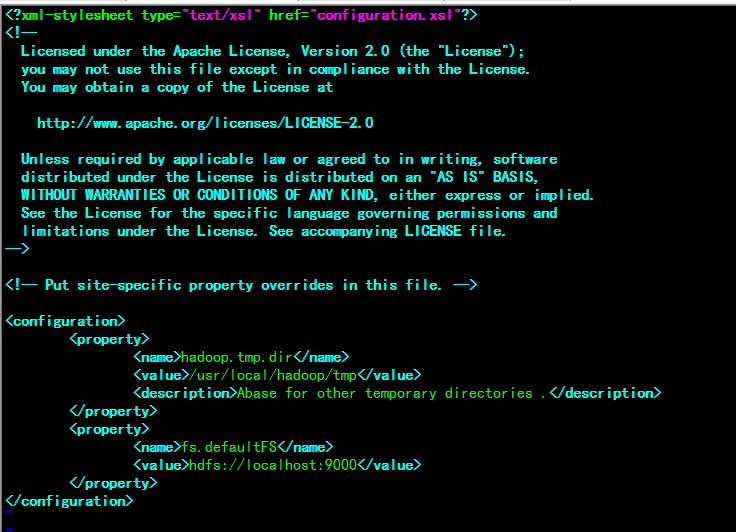 <?xml-stylesheet type="text/xsl" href="configuration.xsl"?>
<!--
  Licensed under the Apache License, Version 2.0 (the "License");
  you may not use this file except in compliance with the License.
  You may obtain a copy of the License at

    http://www.apache.org/licenses/LICENSE-2.0

  Unless required by applicable law or agreed to in writing, software
  distributed under the License is distributed on an "AS IS" BASIS,
  WITHOUT WARRANTIES OR CONDITIONS OF ANY KIND, either express or implied.
  See the License for the specific language governing permissions and
  limitations under the License. See accompanying LICENSE file.
-->

<!-- Put site-specific property overrides in this file. -->

<configuration>
        <property>
                <name>hadoop.tmp.dir</name>
                <value>/usr/local/hadoop/tmp</value>
                <description>Abase for other temporary directories .</description>
        </property>
        <property>
                <name>fs.defaultFS</name>
                <value>hdfs://localhost:9000</value>
        </property>
</configuration>
~
~